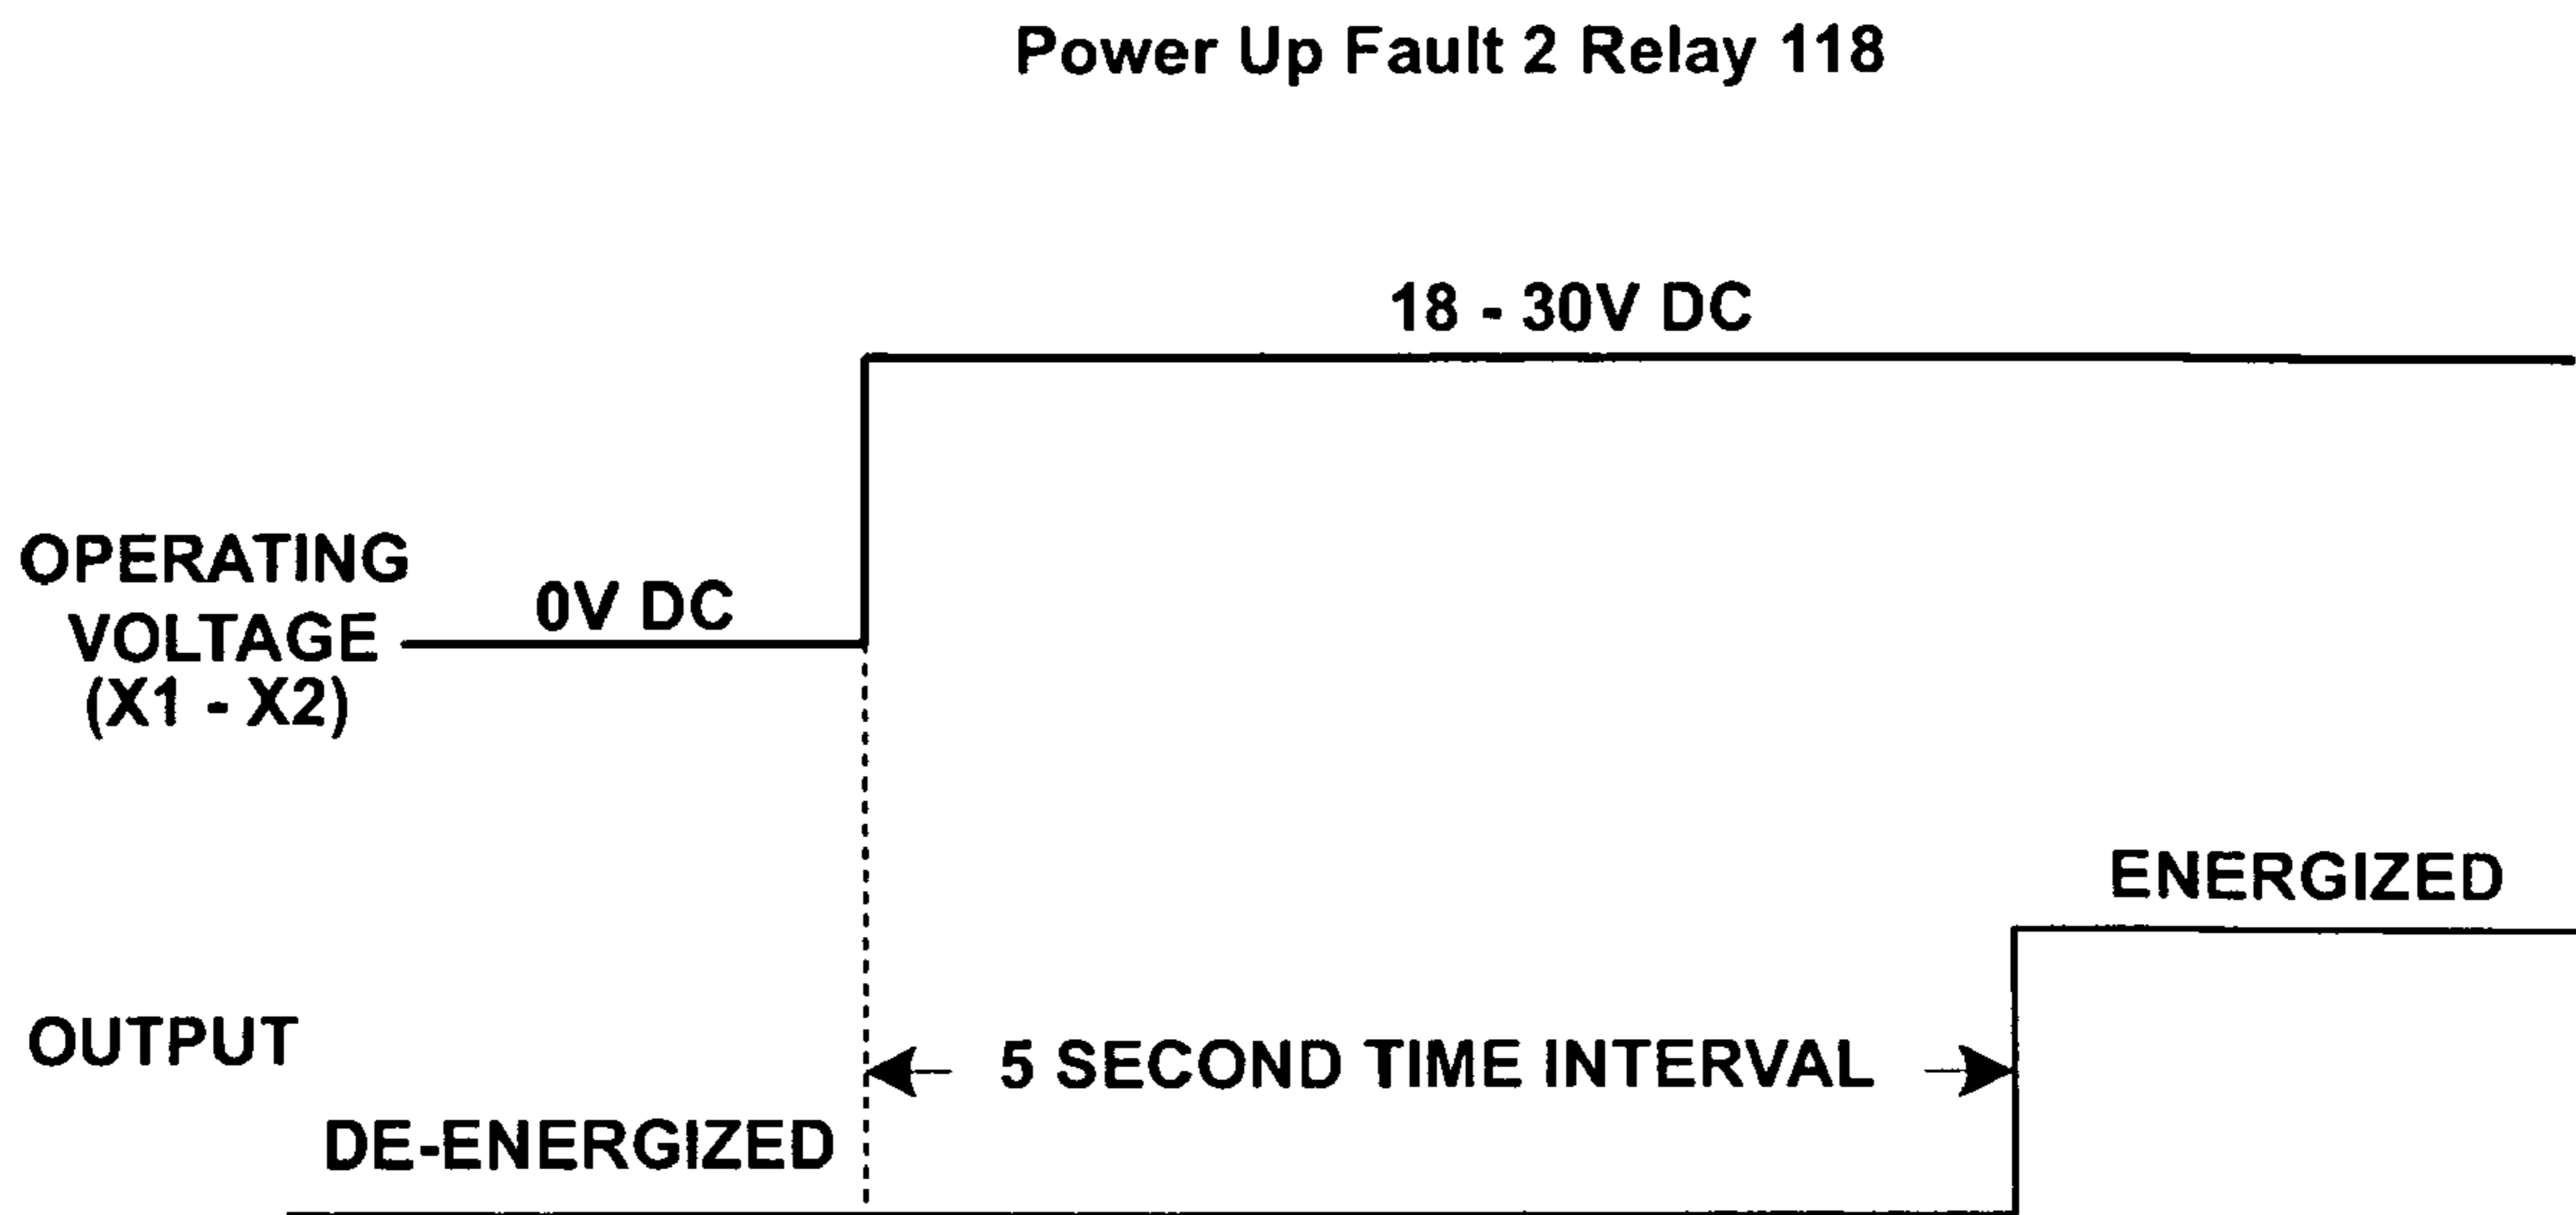 Power Up Fault 2 Relay 118
18 - 30V DC
OPERATING
VOLTAGE
(X1 - X2)
0V DC
ENERGIZED
OUTPUT
5 SECOND TIME INTERVAL
DE-ENERGIZED